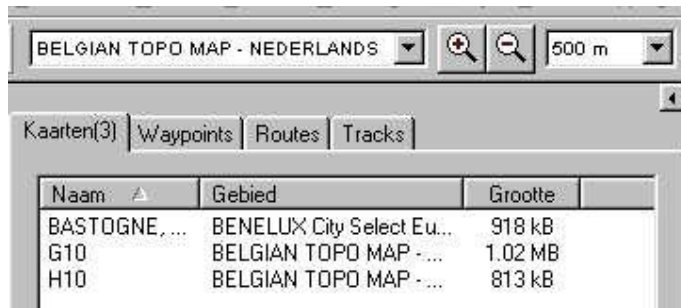 BELGIAN TOPO MAP - NEDERLANDS 500 m
Kaarten(3) Waypoints Routes Tracks
Naam Gebied Grootte
BASTOGNE, ... BENELUX City Select Eu... 918 kB
G10 BELGIAN TOPO MAP - ... 1.02 MB
H10 BELGIAN TOPO MAP - ... 813 kB